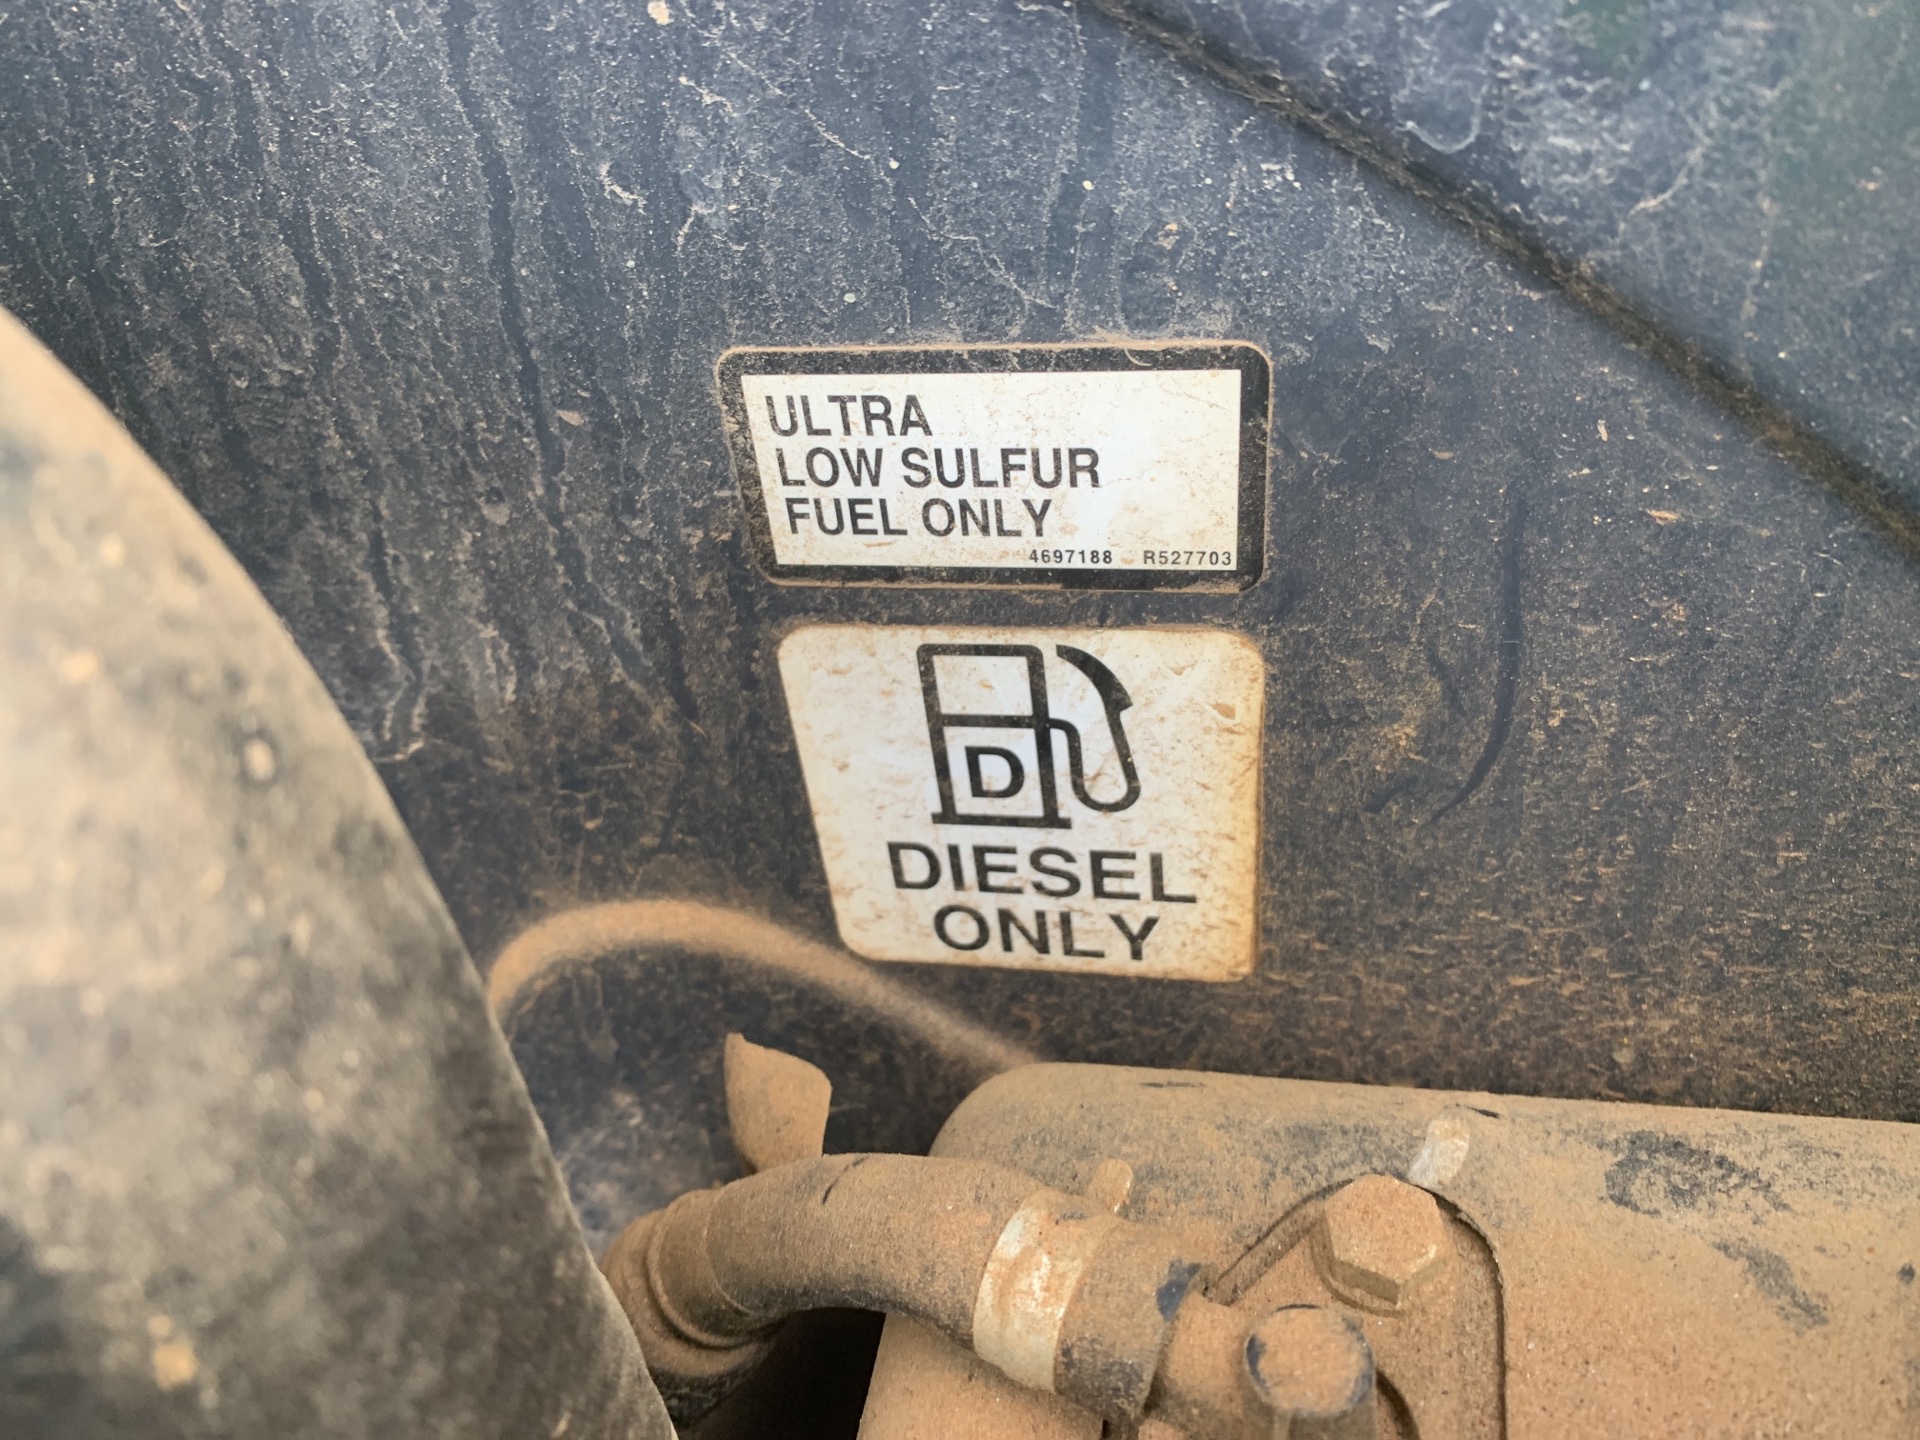 ULTRA
LOW SULFUR
FUEL ONLY
4697188 R527703
D
DIESEL
ONLY